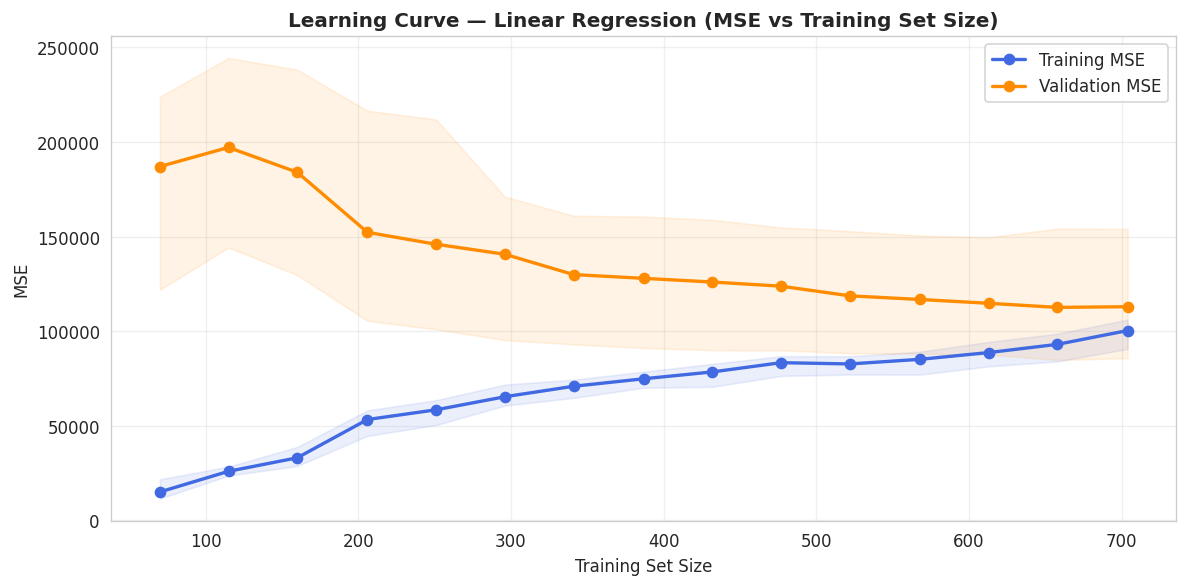 Learning Curve — Linear Regression (MSE vs Training Set Size)
250000
200000
150000
100000
50000
0
MSE
Training MSE
Validation MSE
100 200 300 400 500 600 700
Training Set Size